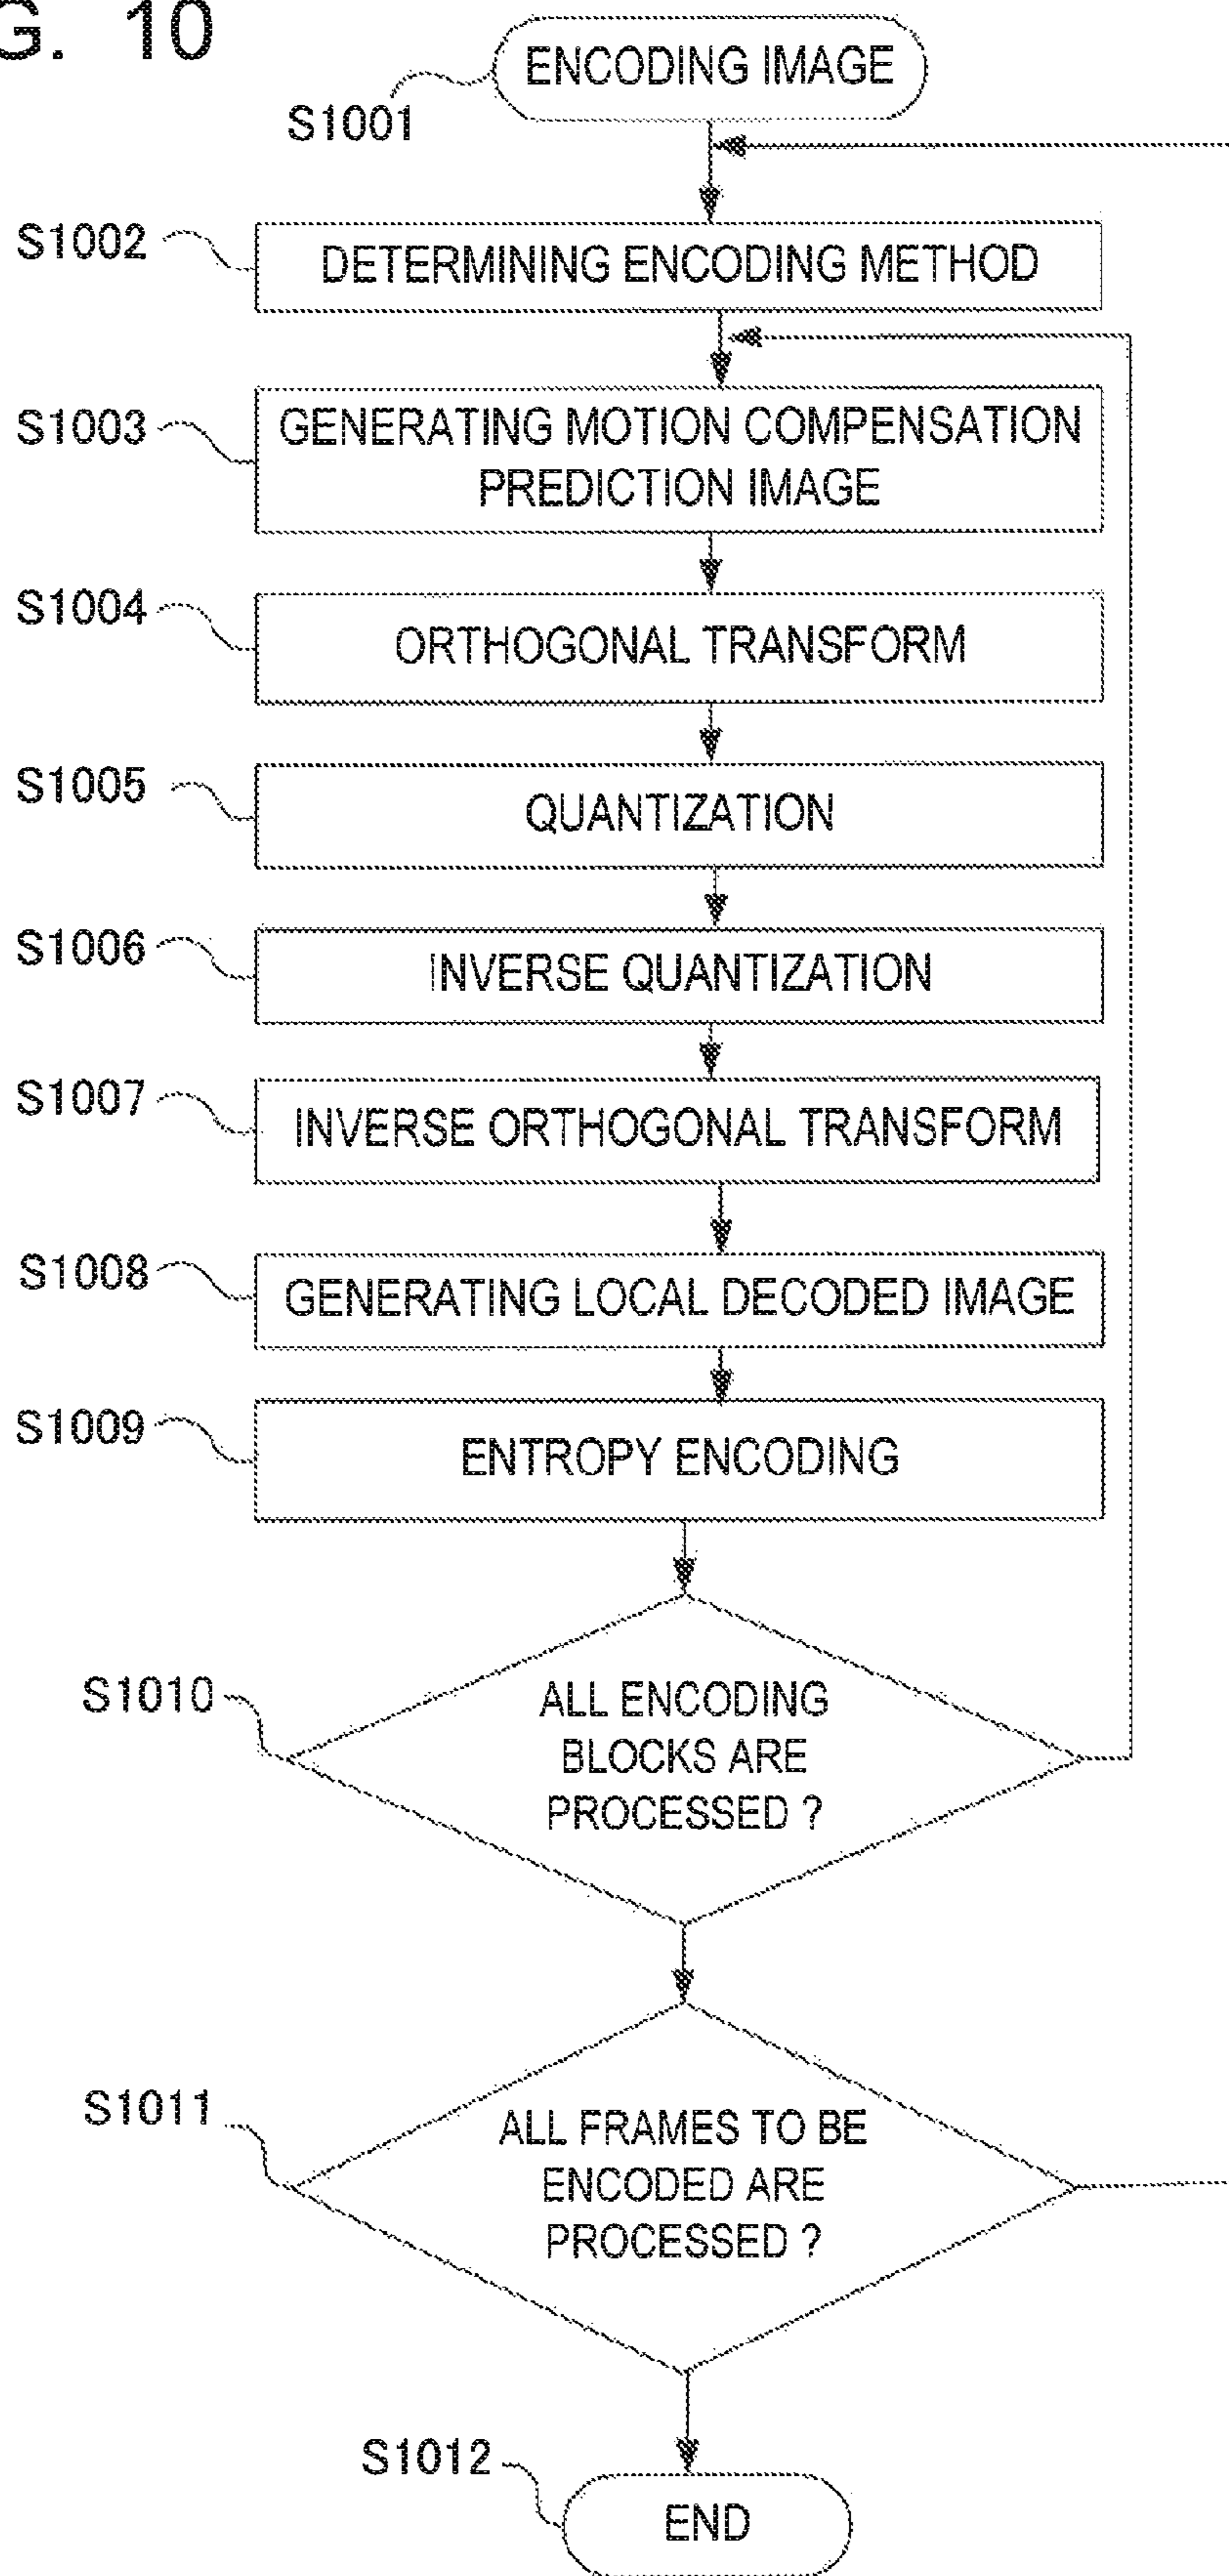 G. 10
ENCODING IMAGE
S1001
S1002
DETERMINING ENCODING METHOD
S1003
GENERATING MOTION COMPENSATION
PREDICTION IMAGE
S1004
ORTHOGONAL TRANSFORM
S1005
QUANTIZATION
S1006
INVERSE QUANTIZATION
S1007
INVERSE ORTHOGONAL TRANSFORM
S1008
GENERATING LOCAL DECODED IMAGE
S1009
ENTROPY ENCODING
S1010
ALL ENCODING
BLOCKS ARE
PROCESSED ?
S1011
ALL FRAMES TO BE
ENCODED ARE
PROCESSED ?
S1012
END